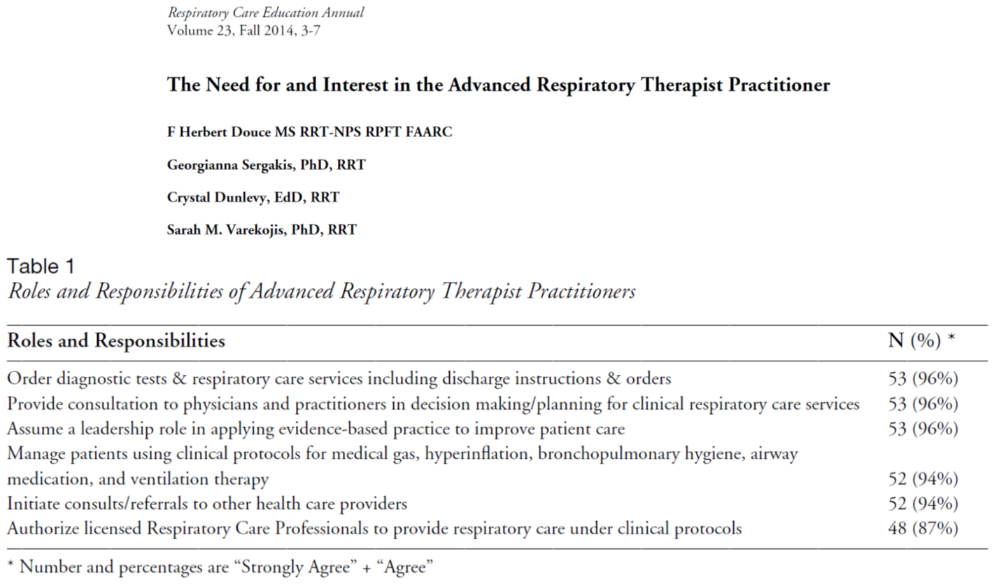 Respiratory Care Education Annual
Volume 23, Fall 2014, 3-7
The Need for and Interest in the Advanced Respiratory Therapist Practitioner
F Herbert Douce MS RRT-NPS RPFT FAARC
Georgianna Sergakis, PhD, RRT
Crystal Dunlevy, EdD, RRT
Sarah M. Varekojis, PhD, RRT
Table 1
Roles and Responsibilities of Advanced Respiratory Therapist Practitioners
Roles and Responsibilities N (%) *
Order diagnostic tests & respiratory care services including discharge instructions & orders 53 (96%)
Provide consultation to physicians and practitioners in decision making/planning for clinical respiratory care services 53 (96%)
Assume a leadership role in applying evidence-based practice to improve patient care 53 (96%)
Manage patients using clinical protocols for medical gas, hyperinflation, bronchopulmonary hygiene, airway
medication, and ventilation therapy 52 (94%)
Initiate consults/referrals to other health care providers 52 (94%)
Authorize licensed Respiratory Care Professionals to provide respiratory care under clinical protocols 48 (87%)
* Number and percentages are “Strongly Agree” + “Agree”